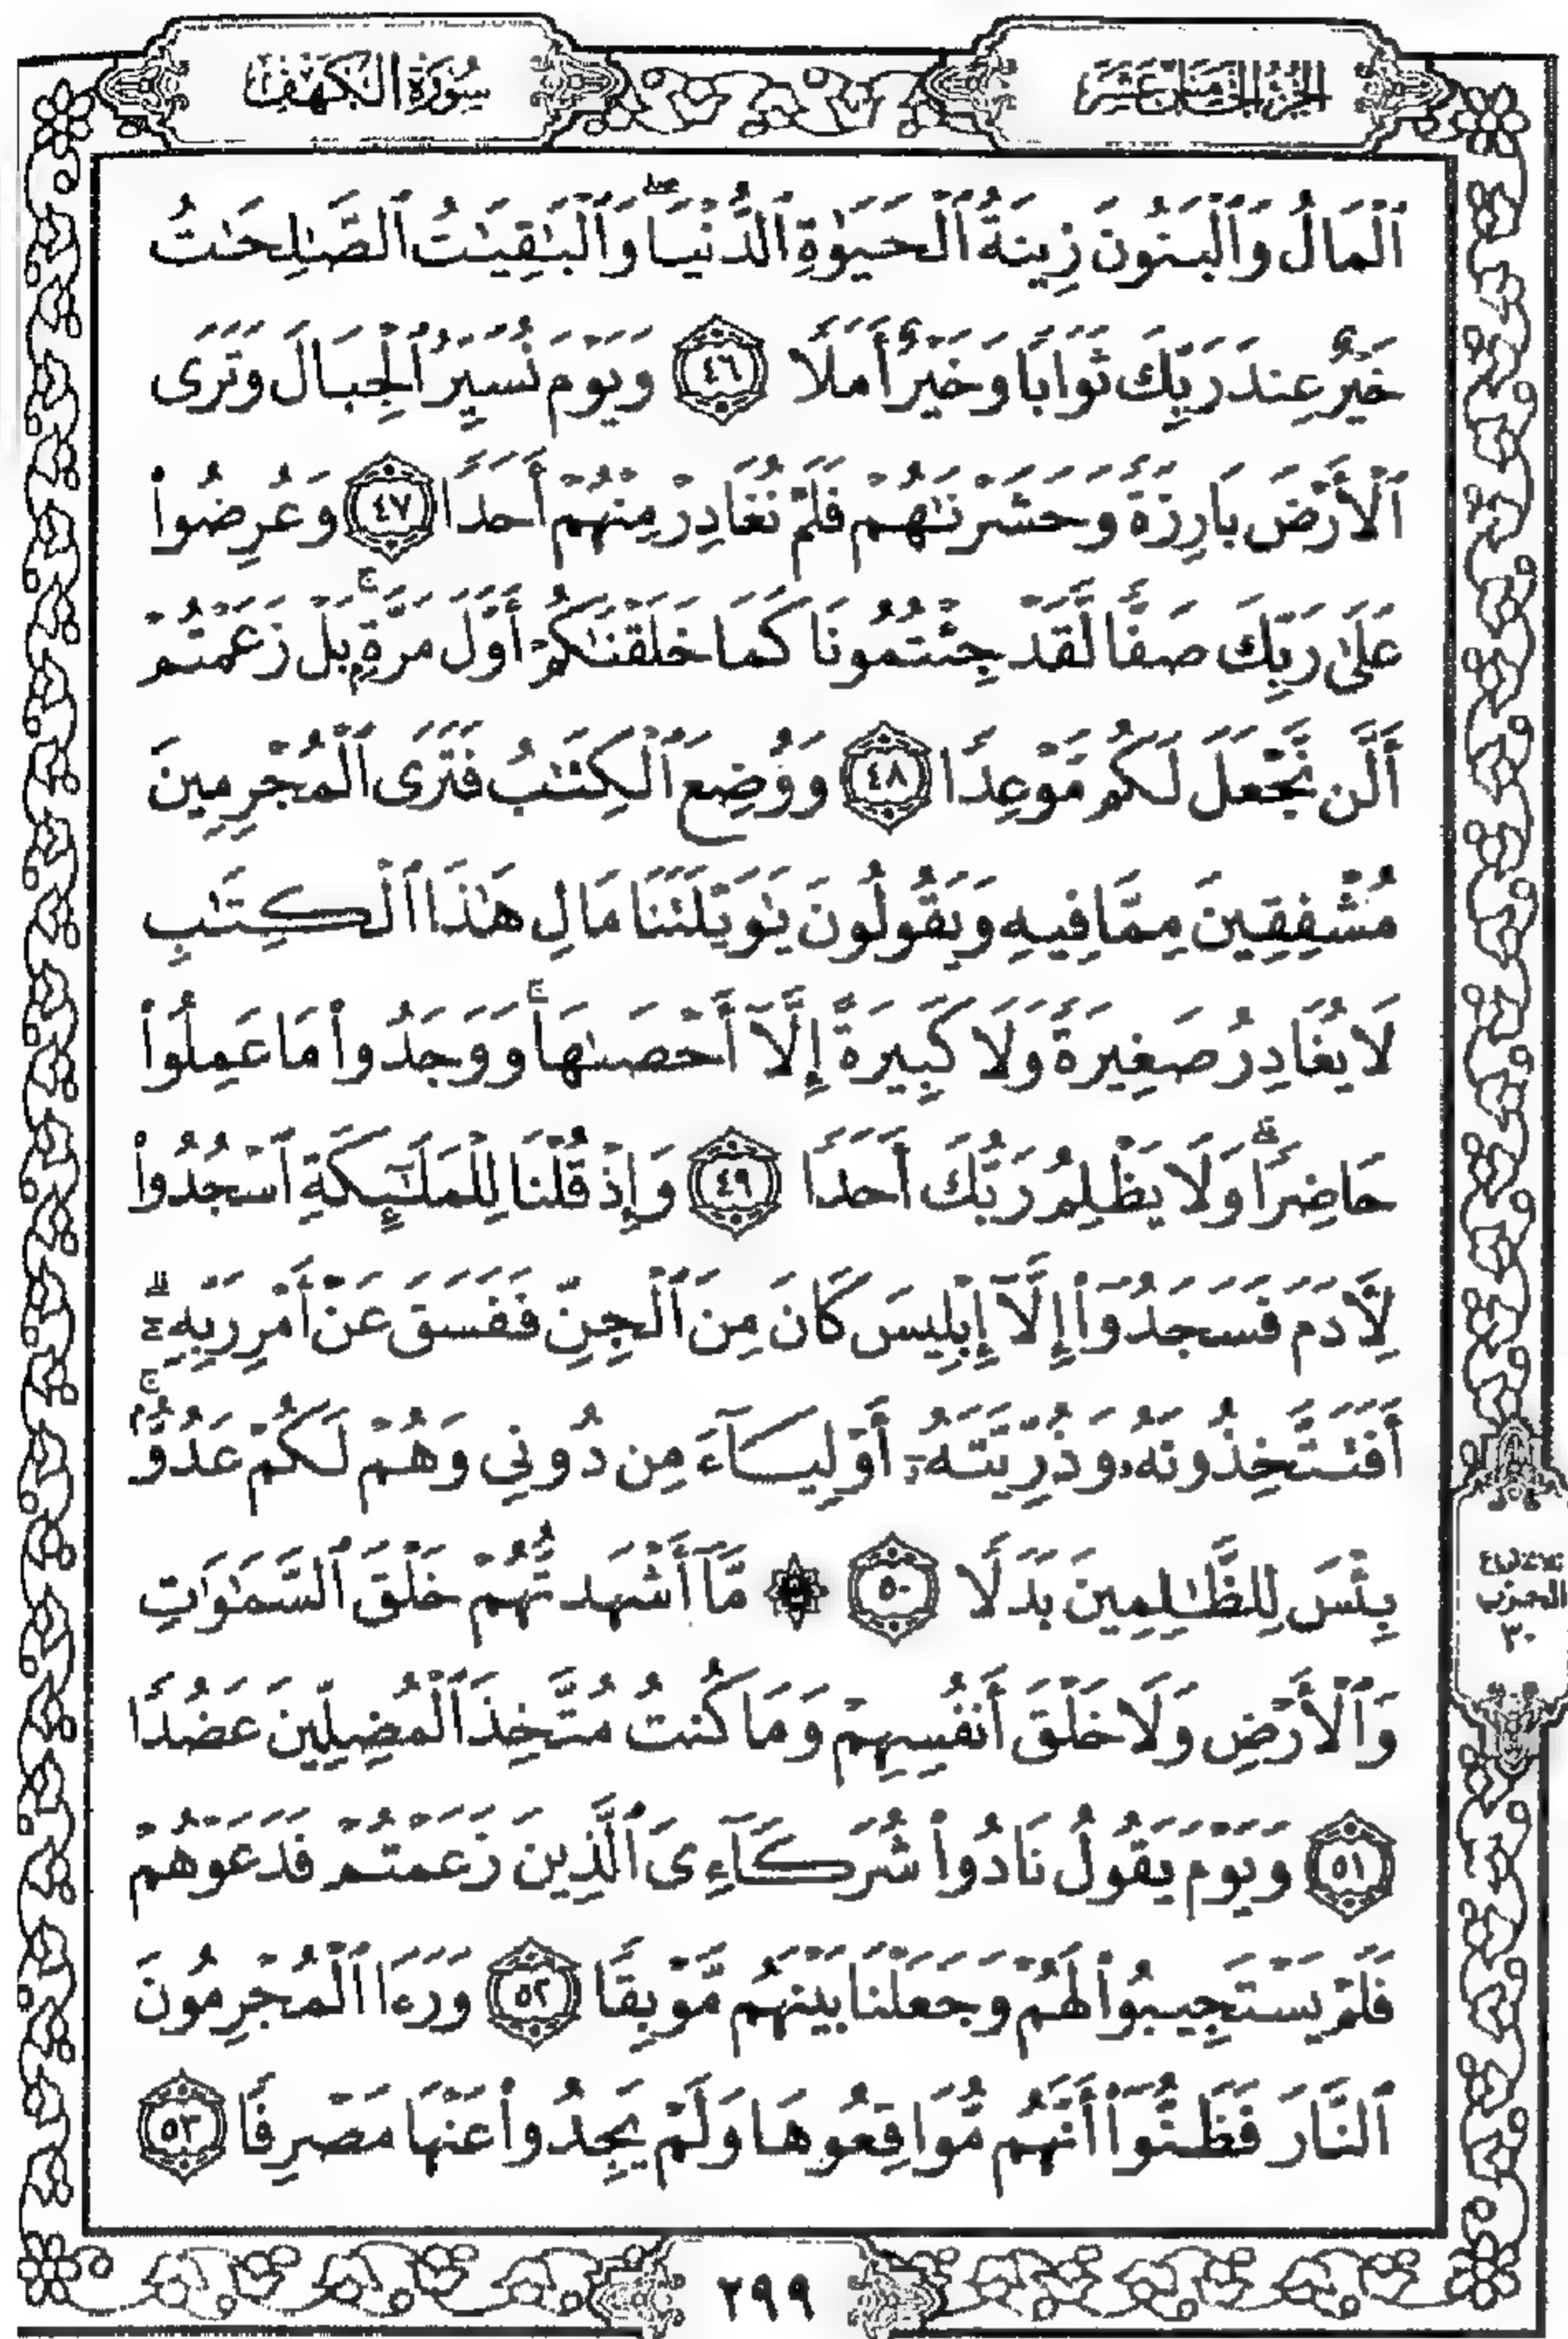 الجزء الخامس عشر
سورة الكهف
ٱلْمَالُ وَٱلْبَنُونَ زِينَةُ ٱلْحَيَوٰةِ ٱلدُّنْيَاۖ وَٱلْبَٰقِيَٰتُ ٱلصَّٰلِحَٰتُ
خَيْرٌ عِندَ رَبِّكَ ثَوَابًا وَخَيْرٌ أَمَلًا ٤٦ وَيَوْمَ نُسَيِّرُ ٱلْجِبَالَ وَتَرَى
ٱلْأَرْضَ بَارِزَةً وَحَشَرْنَٰهُمْ فَلَمْ نُغَادِرْ مِنْهُمْ أَحَدًا ٤٧ وَعُرِضُوا۟
عَلَىٰ رَبِّكَ صَفًّا لَّقَدْ جِئْتُمُونَا كَمَا خَلَقْنَٰكُمْ أَوَّلَ مَرَّةٍۭۚ بَلْ زَعَمْتُمْ
أَلَّن نَّجْعَلَ لَكُم مَّوْعِدًا ٤٨ وَوُضِعَ ٱلْكِتَٰبُ فَتَرَى ٱلْمُجْرِمِينَ
مُشْفِقِينَ مِمَّا فِيهِ وَيَقُولُونَ يَٰوَيْلَتَنَا مَالِ هَٰذَا ٱلْكِتَٰبِ
لَا يُغَادِرُ صَغِيرَةً وَلَا كَبِيرَةً إِلَّآ أَحْصَىٰهَاۚ وَوَجَدُوا۟ مَا عَمِلُوا۟
حَاضِرًاۗ وَلَا يَظْلِمُ رَبُّكَ أَحَدًا ٤٩ وَإِذْ قُلْنَا لِلْمَلَٰٓئِكَةِ ٱسْجُدُوا۟
لِءَادَمَ فَسَجَدُوٓا۟ إِلَّآ إِبْلِيسَ كَانَ مِنَ ٱلْجِنِّ فَفَسَقَ عَنْ أَمْرِ رَبِّهِۦٓۗ
أَفَتَتَّخِذُونَهُۥ وَذُرِّيَّتَهُۥٓ أَوْلِيَآءَ مِن دُونِى وَهُمْ لَكُمْ عَدُوٌّۢۚ
بِئْسَ لِلظَّٰلِمِينَ بَدَلًا ٥٠ ۞ مَّآ أَشْهَدتُّهُمْ خَلْقَ ٱلسَّمَٰوَٰتِ
وَٱلْأَرْضِ وَلَا خَلْقَ أَنفُسِهِمْ وَمَا كُنتُ مُتَّخِذَ ٱلْمُضِلِّينَ عَضُدًا
٥١ وَيَوْمَ يَقُولُ نَادُوا۟ شُرَكَآءِىَ ٱلَّذِينَ زَعَمْتُمْ فَدَعَوْهُمْ
فَلَمْ يَسْتَجِيبُوا۟ لَهُمْ وَجَعَلْنَا بَيْنَهُم مَّوْبِقًا ٥٢ وَرَءَا ٱلْمُجْرِمُونَ
ٱلنَّارَ فَظَنُّوٓا۟ أَنَّهُم مُّوَاقِعُوهَا وَلَمْ يَجِدُوا۟ عَنْهَا مَصْرِفًا ٥٣
ثلاثة أرباع
الحزب
٣٠
٢٩٩